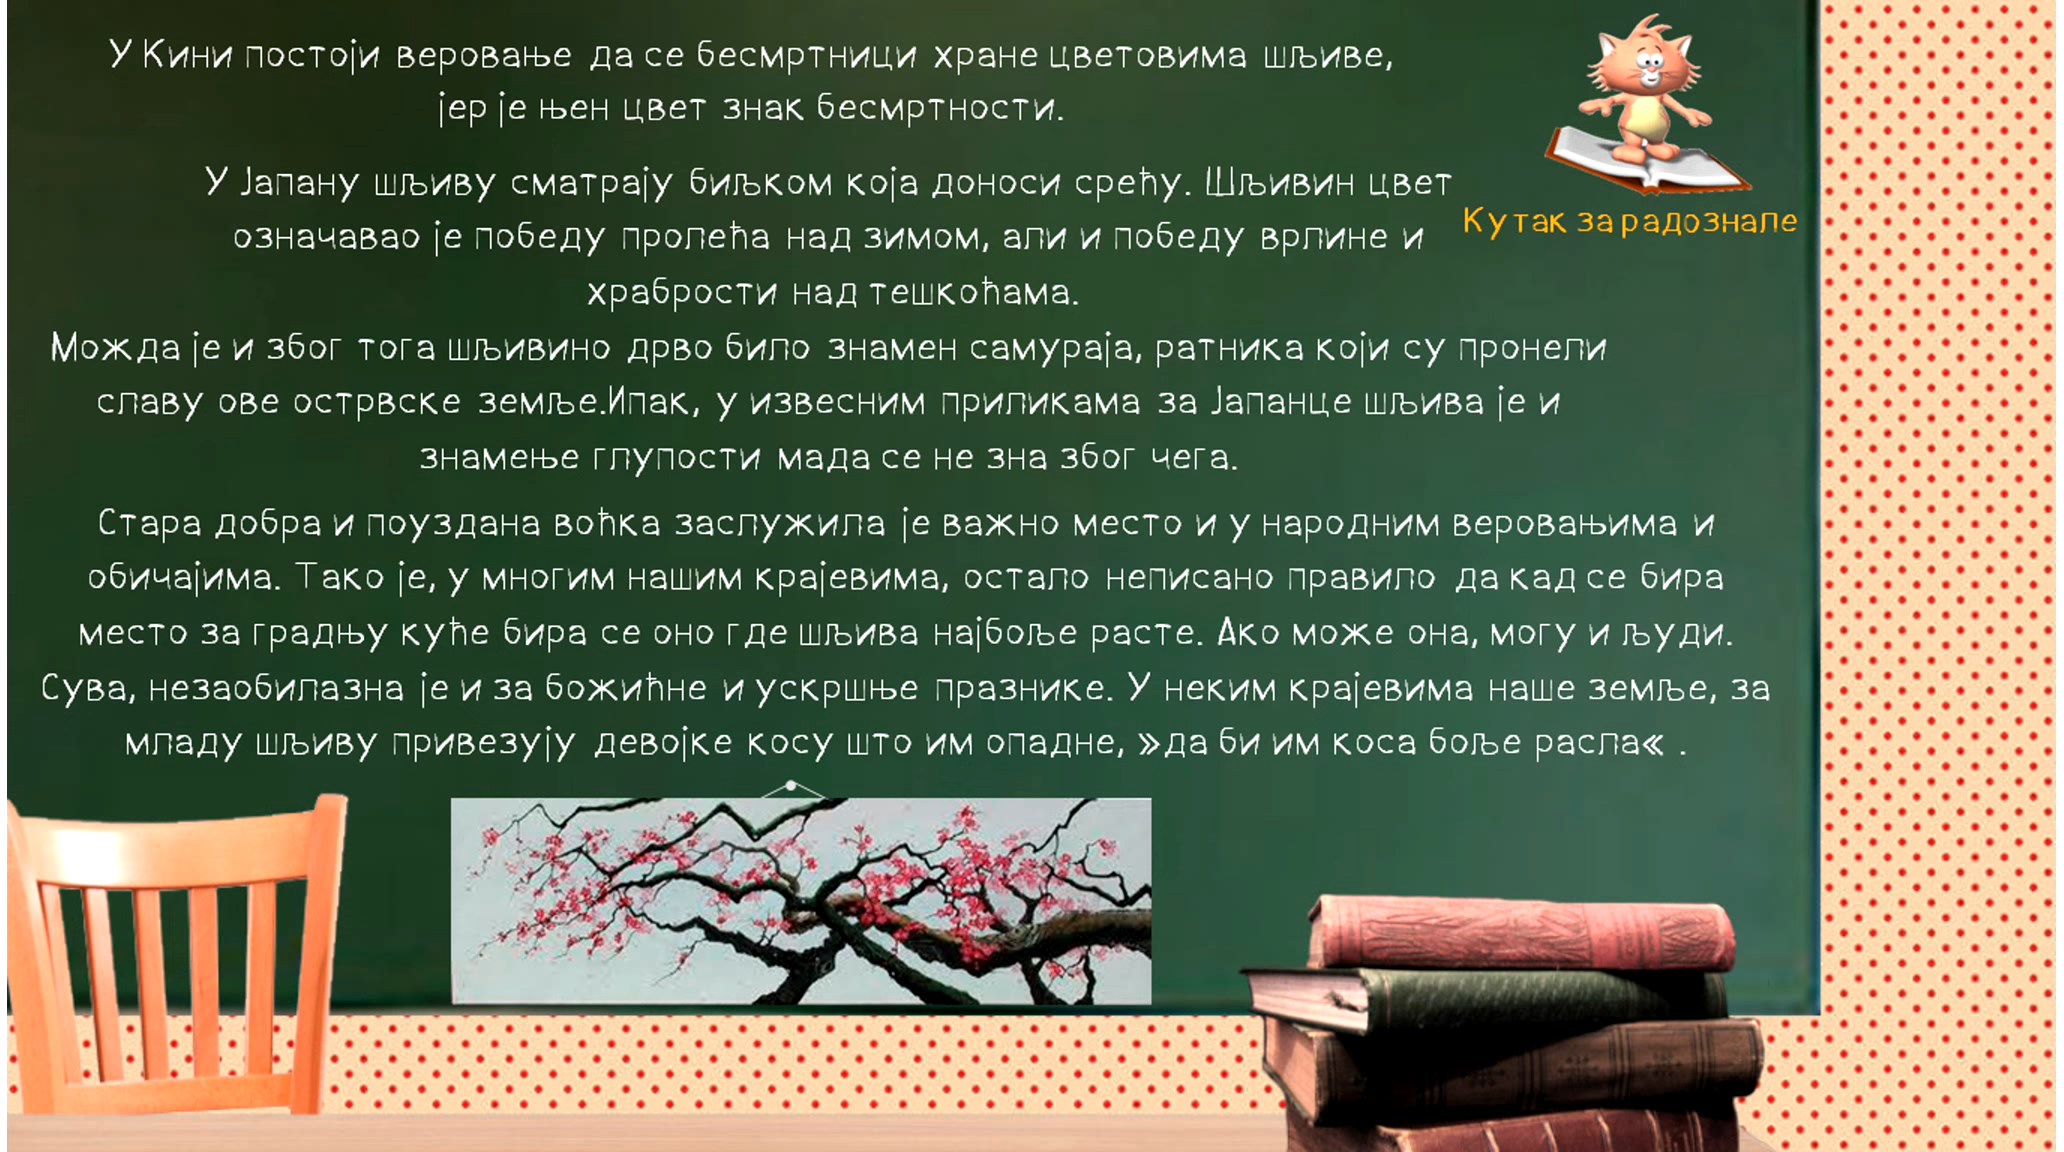 У Кини постоји веровање да се бесмртници хране цветовима шљиве,
јер је њен цвет знак бесмртности.
У Јапану шљиву сматрају биљком која доноси срећу. Шљивин цвет
означавао је победу пролећа над зимом, али и победу врлине и
храбрости над тешкоћама.
Кутак за радознале
Можда је и због тога шљивино дрво било знамен самураја, ратника који су пронели
славу ове острвске земље.Ипак, у извесним приликама за Јапанце шљива је и
знамење глупости мада се не зна због чега.
Стара добра и поуздана воћка заслужила је важно место и у народним веровањима и
обичајима. Тако је, у многим нашим крајевима, остало неписано правило да кад се бира
место за градњу куће бира се оно где шљива најбоље расте. Ако може она, могу и људи.
Сува, незаобилазна је и за божићне и ускршње празнике. У неким крајевима наше земље, за
младу шљиву привезују девојке косу што им опадне, »да би им коса боље расла« .